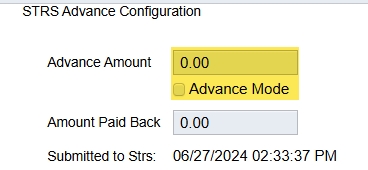 STRS Advance Configuration
Advance Amount 0.00
Advance Mode
Amount Paid Back 0.00
Submitted to Strs: 06/27/2024 02:33:37 PM